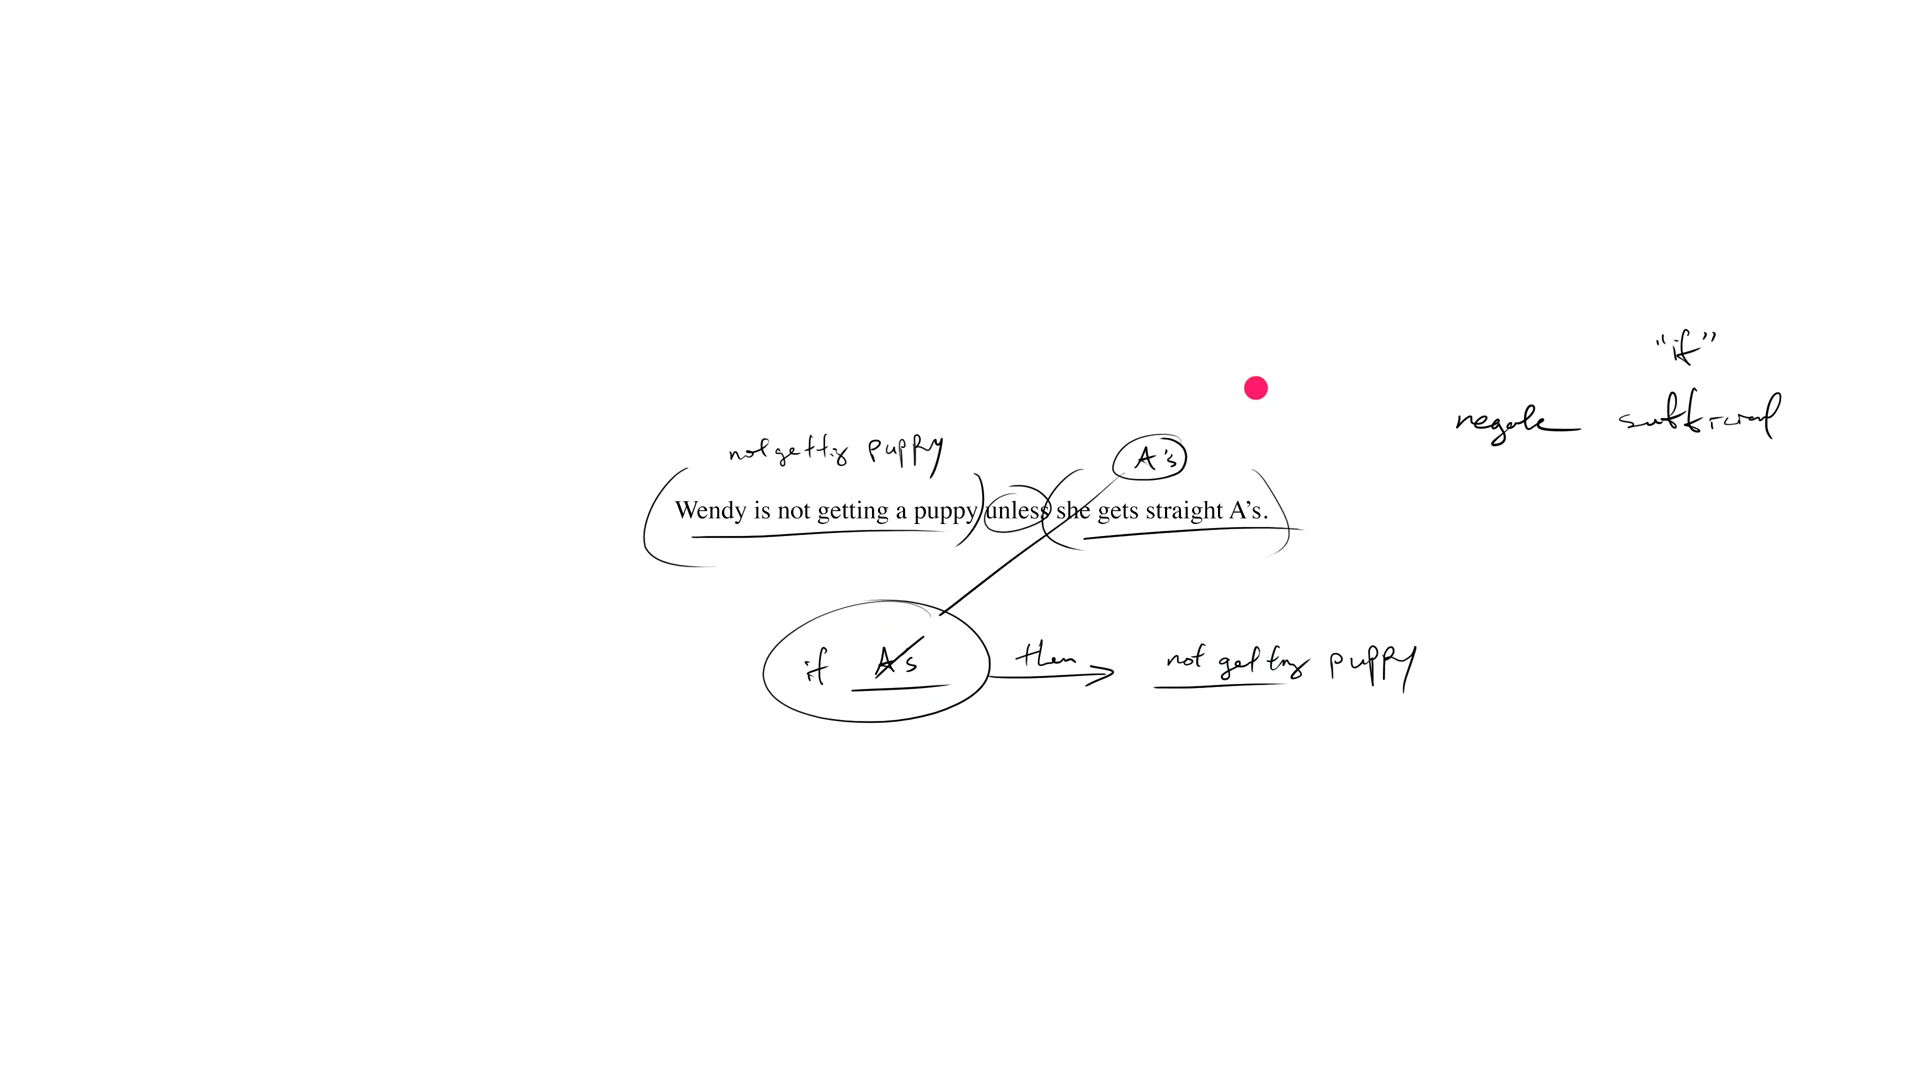 "if"
negate sufficient
not getting puppy A's
Wendy is not getting a puppy unless she gets straight A's.
if A's then not getting puppy